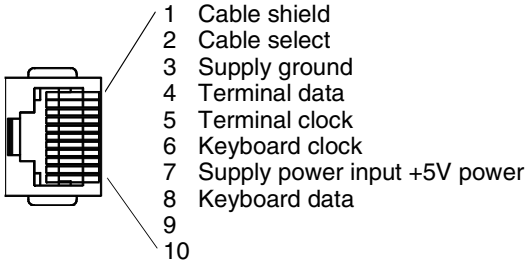 1 Cable shield
2 Cable select
3 Supply ground
4 Terminal data
5 Terminal clock
6 Keyboard clock
7 Supply power input +5V power
8 Keyboard data
9
10